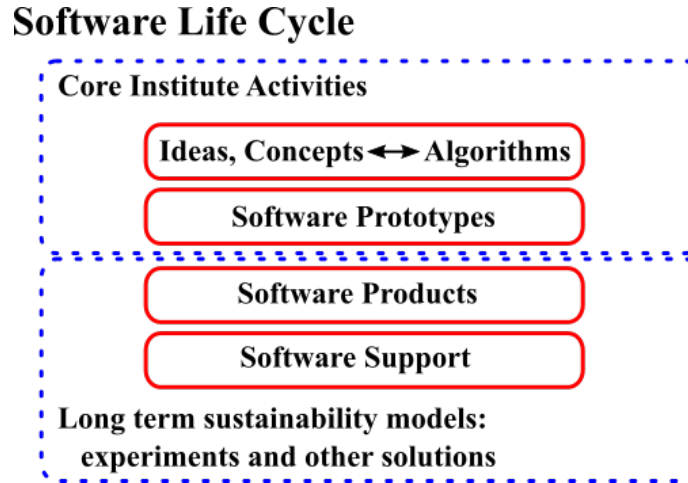 Software Life Cycle
Core Institute Activities
Ideas, Concepts ↔ Algorithms
Software Prototypes
Software Products
Software Support
Long term sustainability models:
experiments and other solutions